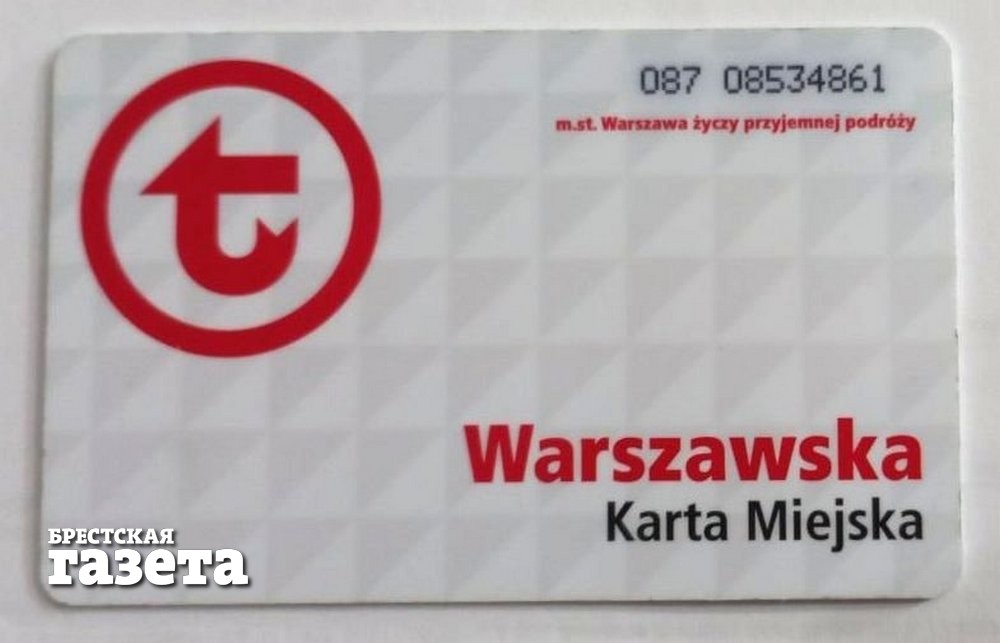 087 08534861
m.st. Warszawa życzy przyjemnej podróży
Warszawska
Karta Miejska
БРЕСТСКАЯ
газета